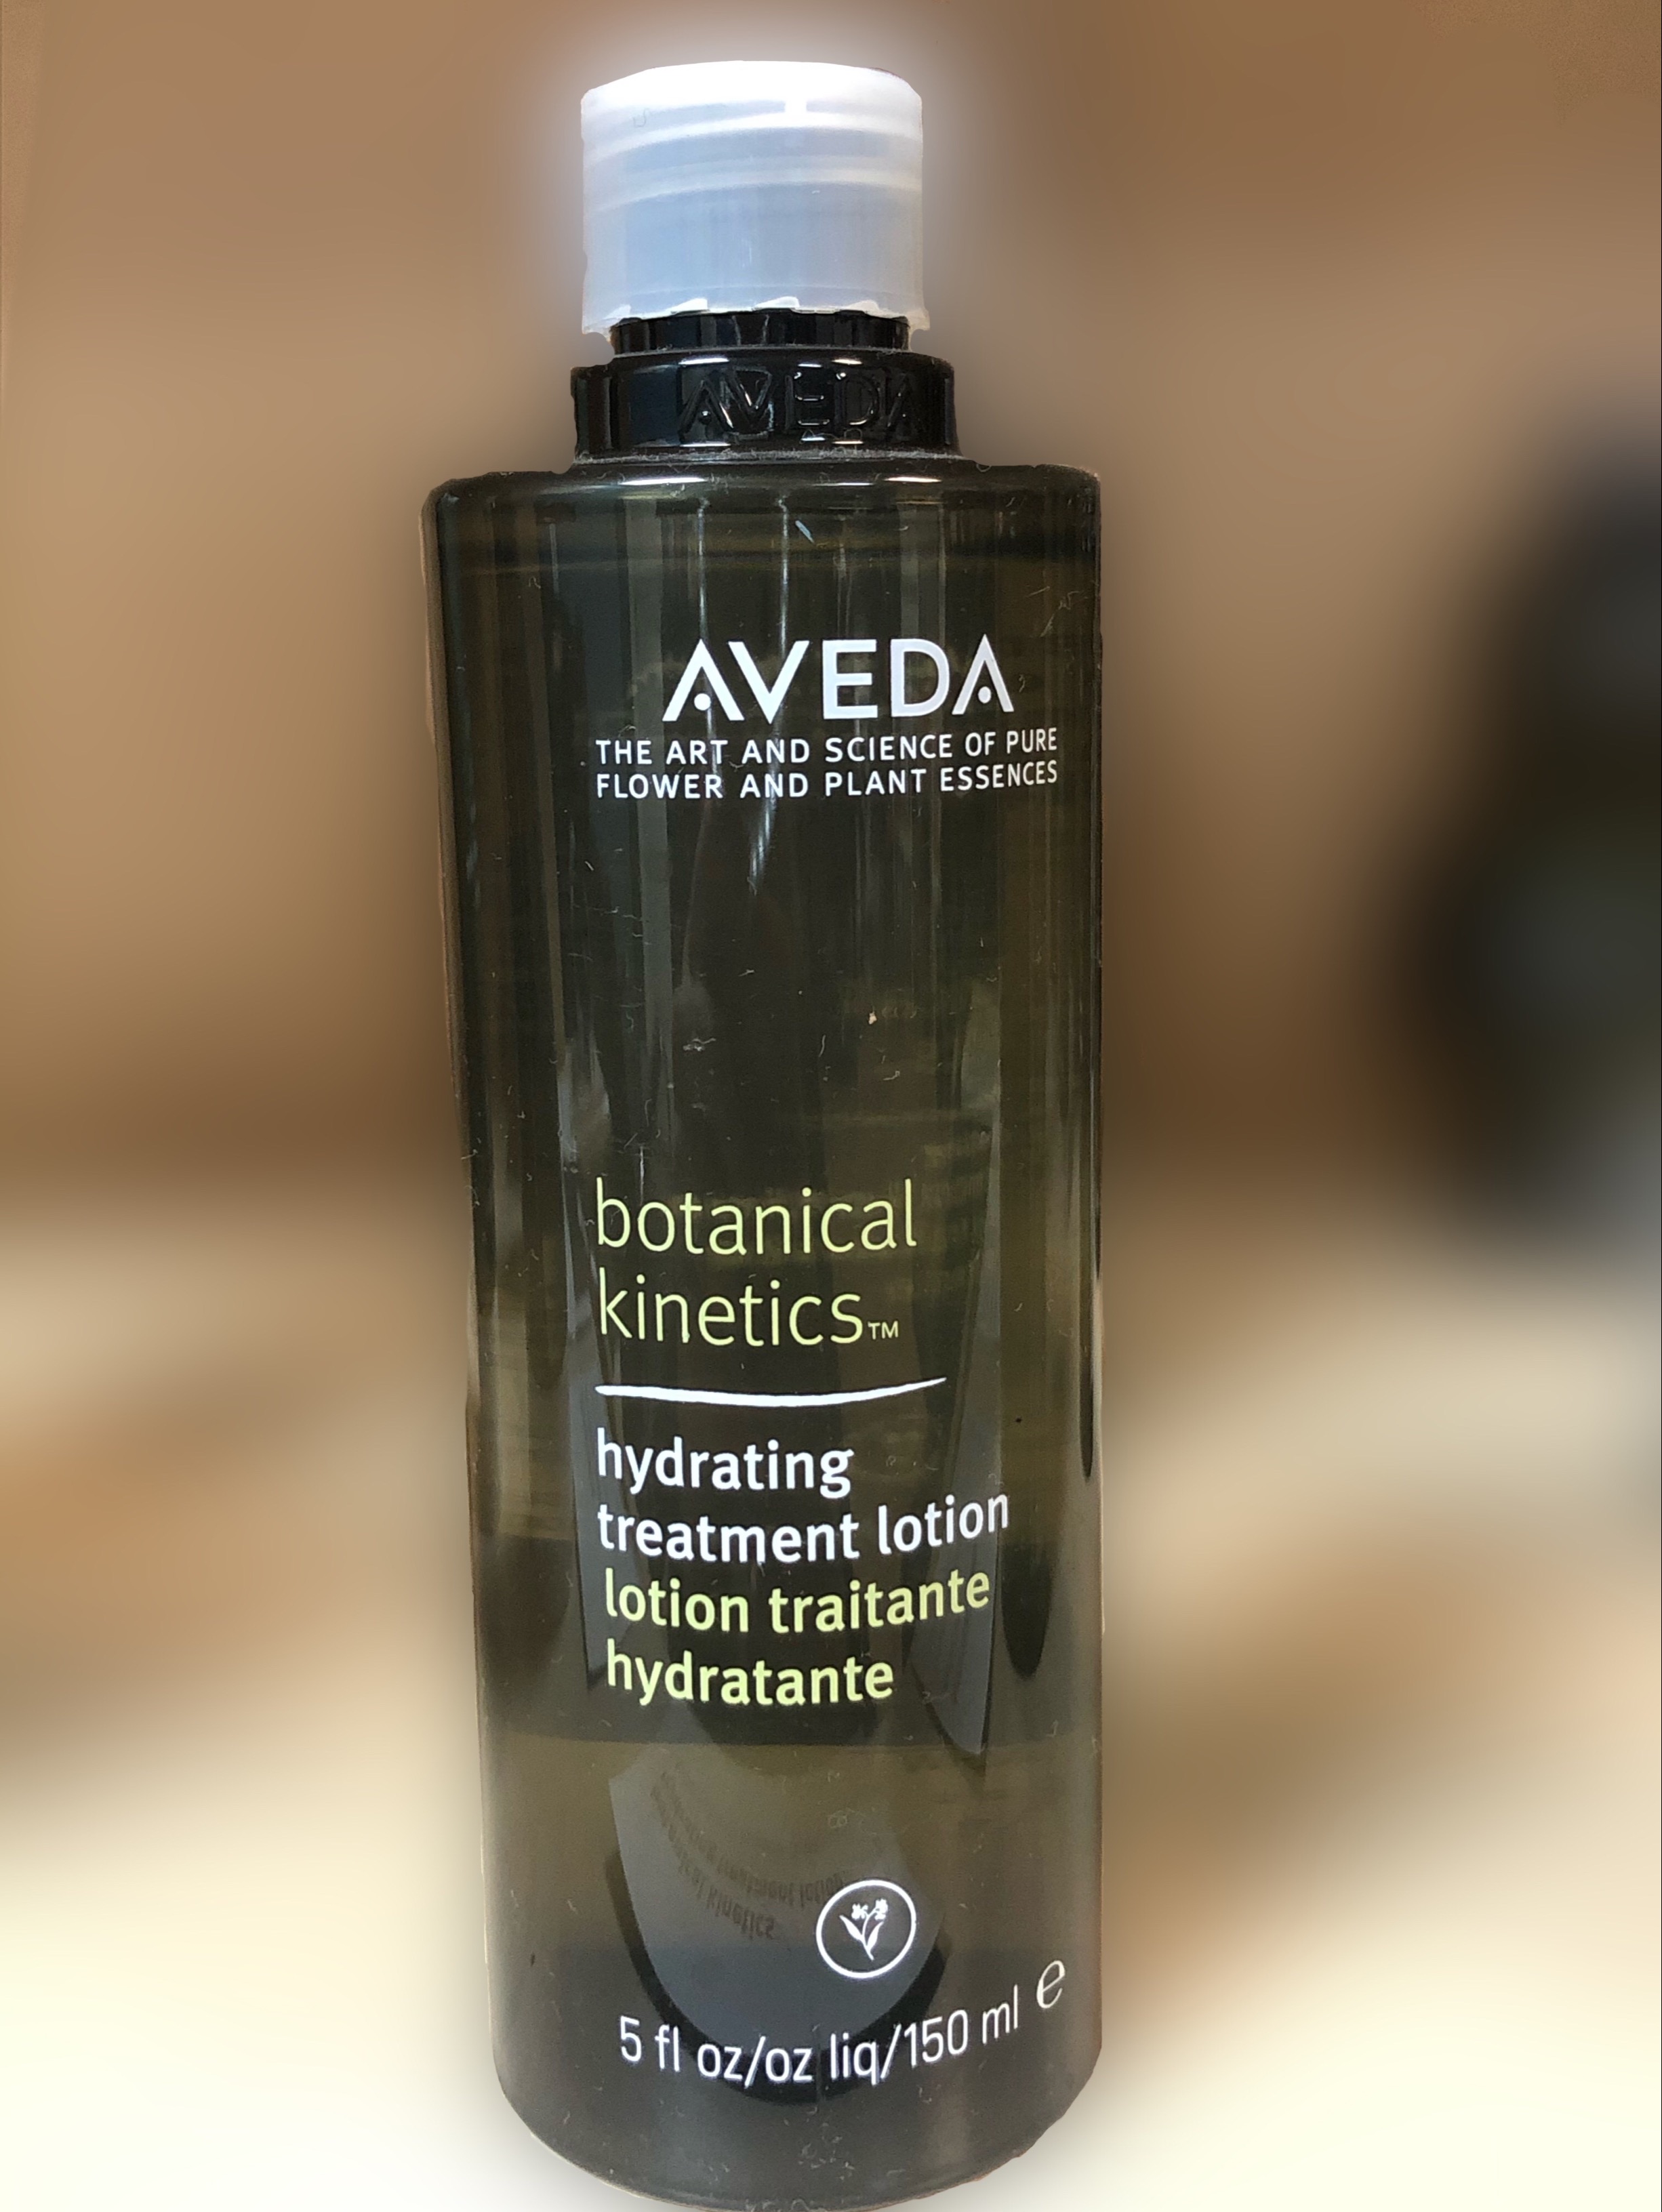 AVEDA
AVEDA
THE ART AND SCIENCE OF PURE
FLOWER AND PLANT ESSENCES
botanical
kinetics™
hydrating
treatment lotion
lotion traitante
hydratante
kinetics
5 fl oz/oz liq/150 ml e